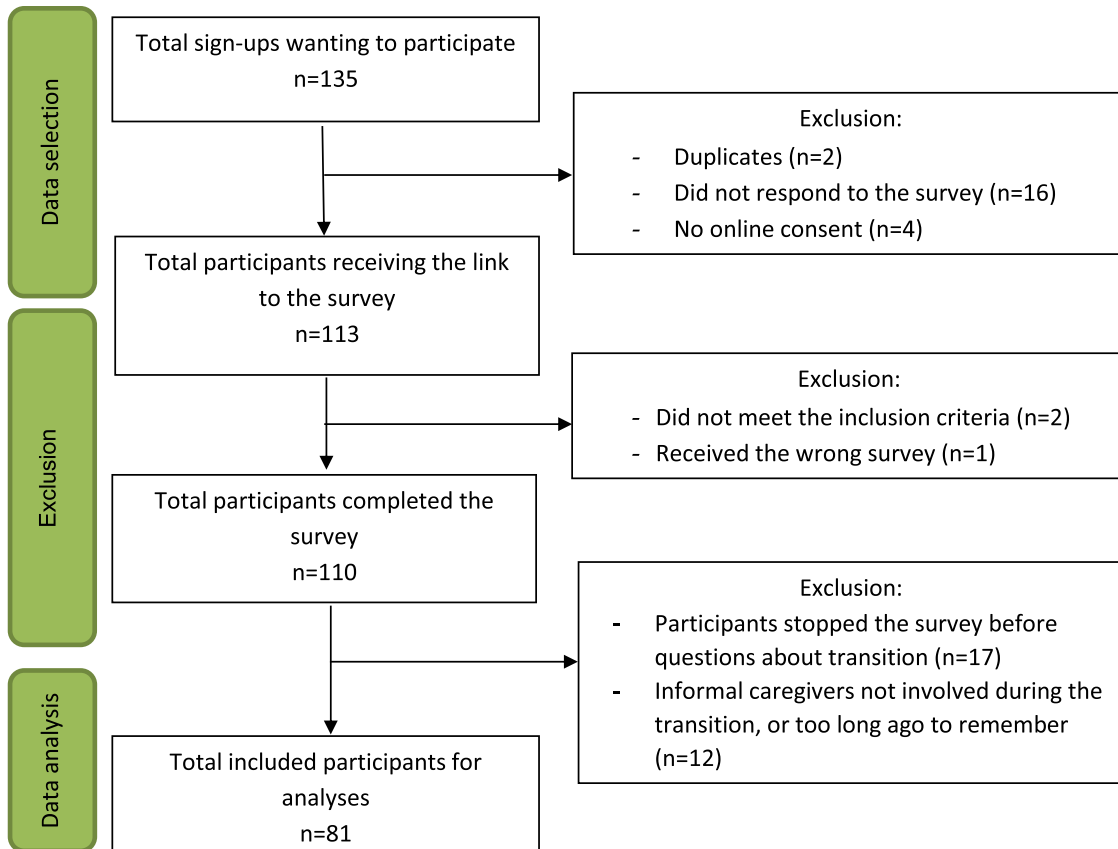 Data selection
Total sign-ups wanting to participate
n=135
Exclusion:
- Duplicates (n=2)
- Did not respond to the survey (n=16)
- No online consent (n=4)
Total participants receiving the link
to the survey
n=113
Exclusion
Exclusion:
- Did not meet the inclusion criteria (n=2)
- Received the wrong survey (n=1)
Total participants completed the
survey
n=110
Exclusion:
- Participants stopped the survey before
questions about transition (n=17)
- Informal caregivers not involved during the
transition, or too long ago to remember
(n=12)
Data analysis
Total included participants for
analyses
n=81